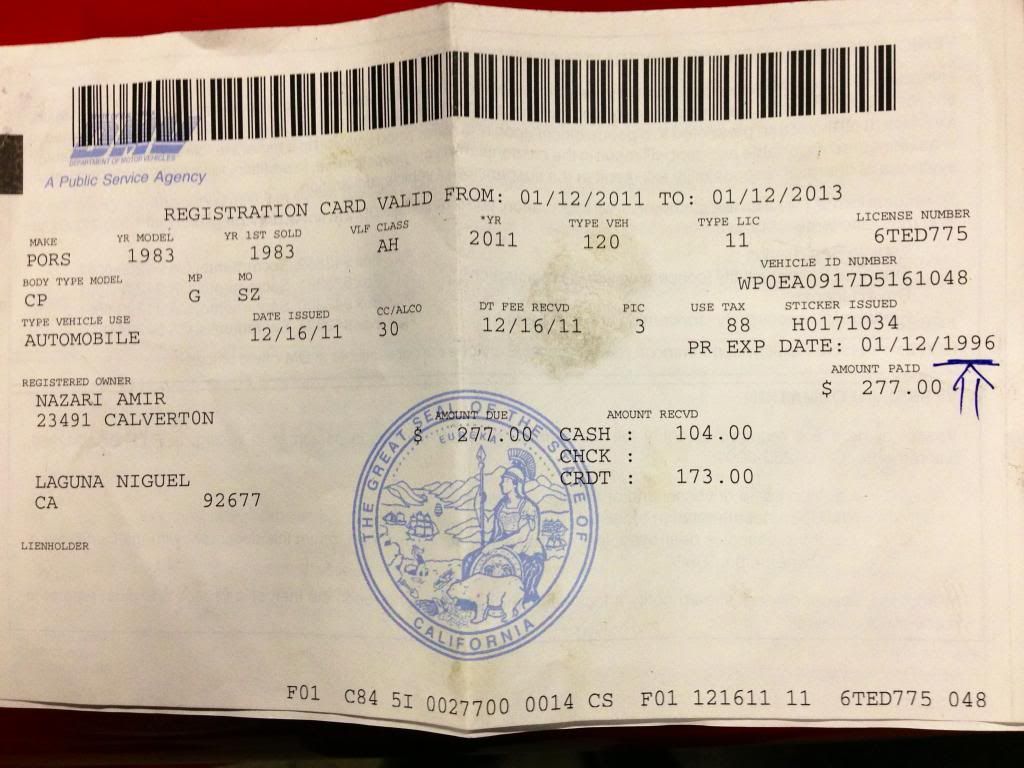 DMV
DEPARTMENT OF MOTOR VEHICLES
A Public Service Agency
REGISTRATION CARD VALID FROM: 01/12/2011 TO: 01/12/2013
MAKE YR MODEL YR 1ST SOLD VLF CLASS *YR TYPE VEH TYPE LIC LICENSE NUMBER
PORS 1983 1983 AH 2011 120 11 6TED775
BODY TYPE MODEL MP MO VEHICLE ID NUMBER
CP G SZ WP0EA0917D5161048
TYPE VEHICLE USE DATE ISSUED CC/ALCO DT FEE RECVD PIC USE TAX STICKER ISSUED
AUTOMOBILE 12/16/11 30 12/16/11 3 88 H0171034
PR EXP DATE: 01/12/1996
REGISTERED OWNER AMOUNT PAID
NAZARI AMIR $ 277.00
23491 CALVERTON
AMOUNT DUE AMOUNT RECVD
$ 277.00 CASH : 104.00
CHCK :
CRDT : 173.00
LAGUNA NIGUEL
CA 92677
LIENHOLDER
THE GREAT SEAL OF THE STATE OF CALIFORNIA
EUREKA
F01 C84 5I 0027700 0014 CS F01 121611 11 6TED775 048